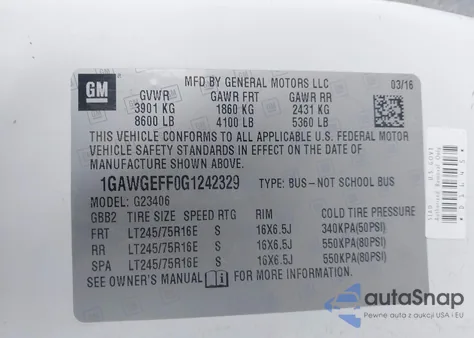 GM
MFD BY GENERAL MOTORS LLC
03/16
GVWR GAWR FRT GAWR RR
3901 KG 1860 KG 2431 KG
8600 LB 4100 LB 5360 LB
THIS VEHICLE CONFORMS TO ALL APPLICABLE U.S. FEDERAL MOTOR
VEHICLE SAFETY STANDARDS IN EFFECT ON THE DATE OF
MANUFACTURE SHOWN ABOVE.
1GAWGEFF0G1242329 TYPE: BUS–NOT SCHOOL BUS
MODEL: G23406
GBB2 TIRE SIZE SPEED RTG RIM COLD TIRE PRESSURE
FRT LT245/75R16E S 16X6.5J 340KPA(50PSI)
RR LT245/75R16E S 16X6.5J 550KPA(80PSI)
SPA LT245/75R16E S 16X6.5J 550KPA(80PSI)
SEE OWNER'S MANUAL FOR MORE INFORMATION
autoSnap
Pewne auta z aukcji USA i EU